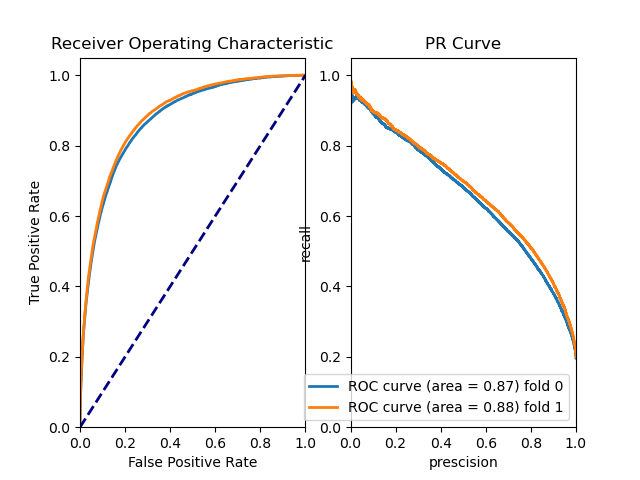 Receiver Operating Characteristic
1.0
0.8
0.6
0.4
0.2
0.0
True Positive Rate
0.0 0.2 0.4 0.6 0.8 1.0
False Positive Rate
PR Curve
1.0
0.8
0.6
0.4
0.2
0.0
recall
0.0 0.2 0.4 0.6 0.8 1.0
prescision
ROC curve (area = 0.87) fold 0
ROC curve (area = 0.88) fold 1